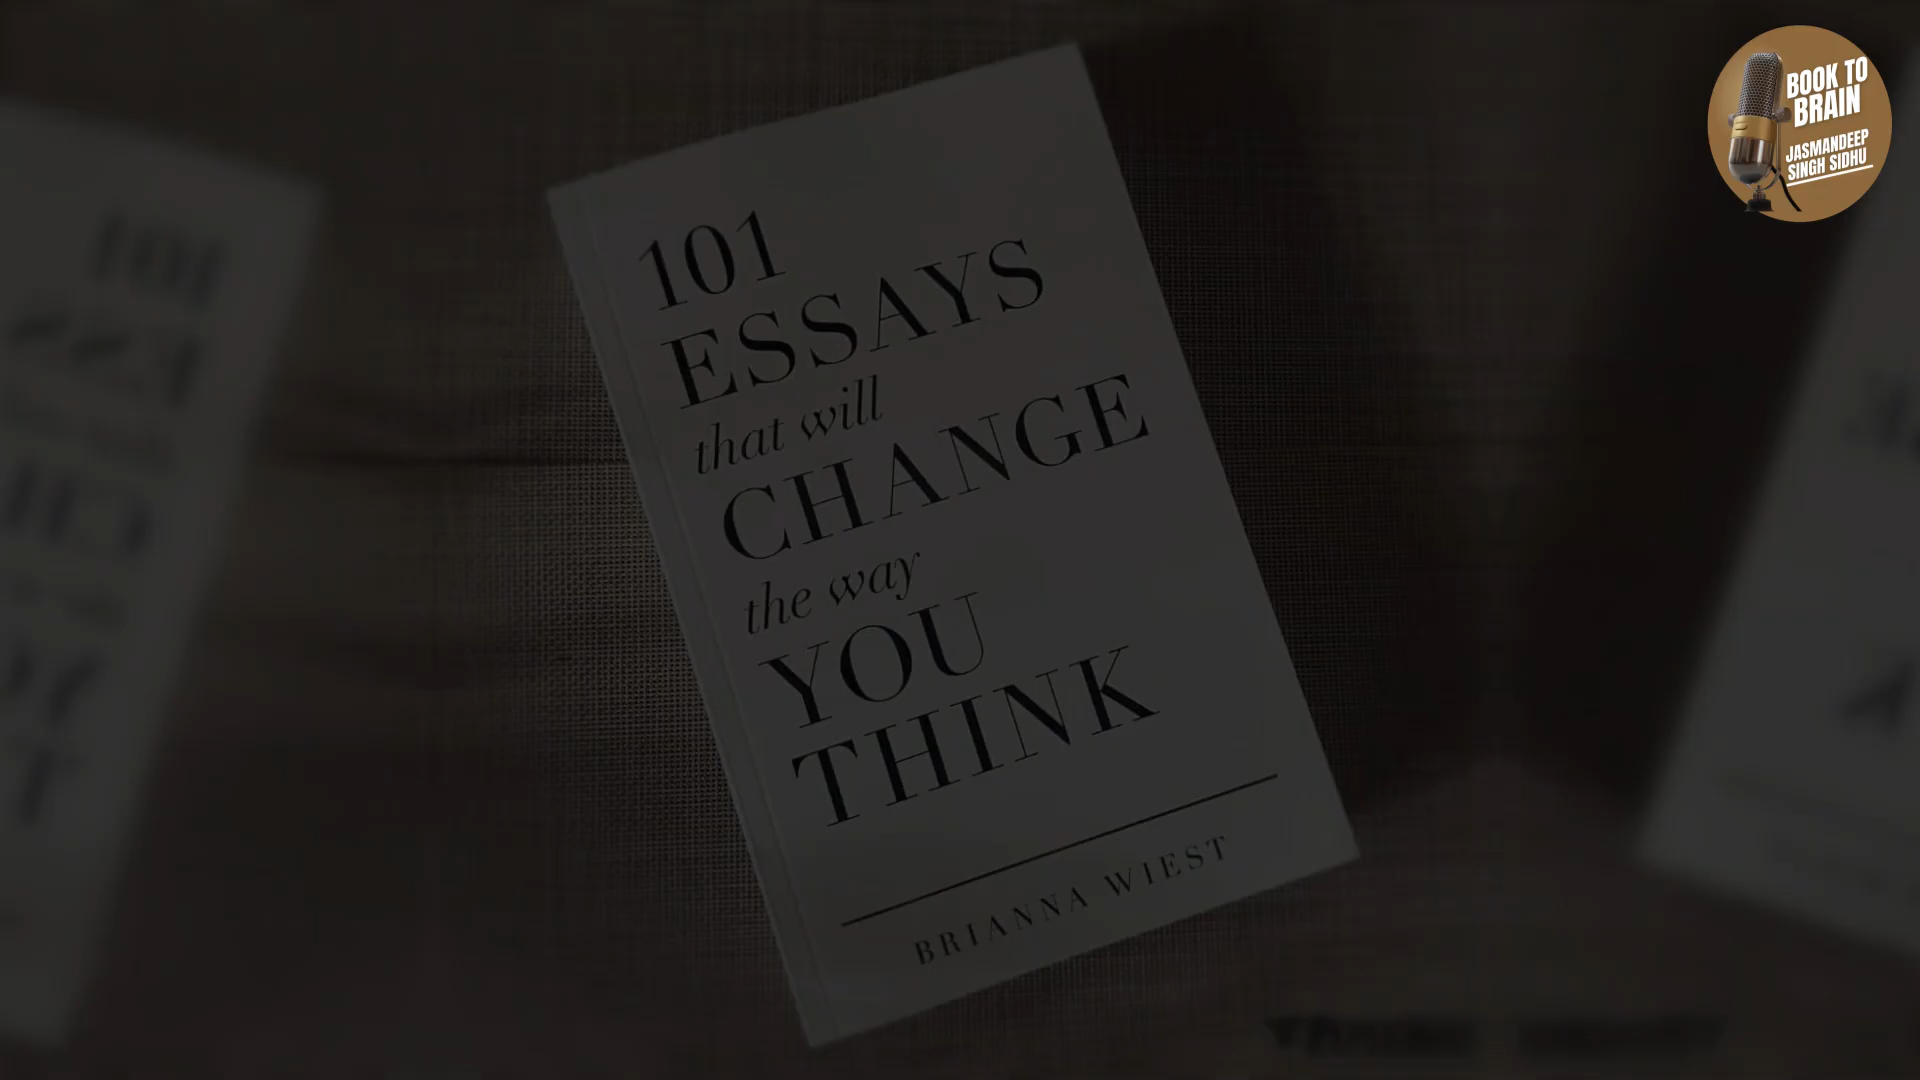 101
ESSAYS
that will
CHANGE
the way
YOU
THINK
BRIANNA WIEST
BOOK TO
BRAIN
JASMANDEEP
SINGH SIDHU